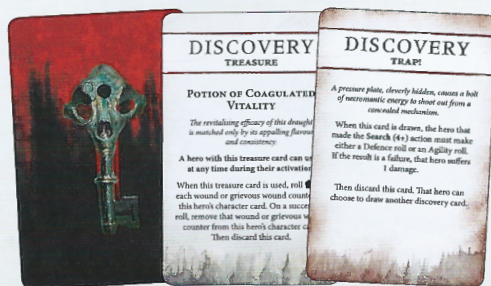 DISCOVERY
TREASURE
POTION OF COAGULATED
VITALITY
The revitalising efficacy of this draught
is matched only by its appalling flavour
and consistency.
A hero with this treasure card can
at any time during their activation
When this treasure card is used, roll
each wound or grievous wound
this hero's character card. On a
roll, remove that wound or grievous
counter from this hero's character
Then discard this card.
DISCOVERY
TRAP!
A pressure plate, cleverly hidden, causes a bolt
of necromantic energy to shoot out from a
concealed mechanism.
When this card is drawn, the hero that
made the Search (4+) action must make
either a Defence roll or an Agility roll.
If the result is a failure, that hero suffers
1 damage.
Then discard this card. That hero can
choose to draw another discovery card.